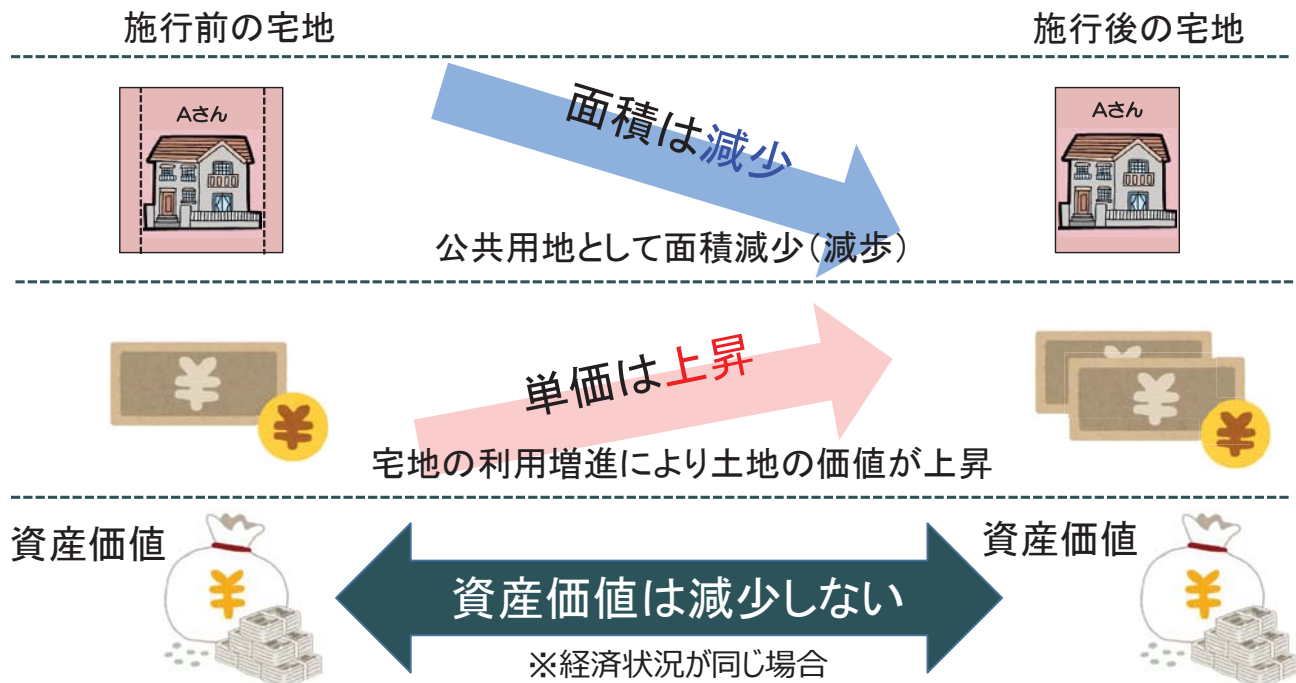 施行前の宅地
施行後の宅地
Aさん
面積は減少
Aさん
公共用地として面積減少(減歩)
¥
¥
単価は上昇
¥
¥
¥
宅地の利用増進により土地の価値が上昇
資産価値
資産価値
¥
資産価値は減少しない
¥
※経済状況が同じ場合